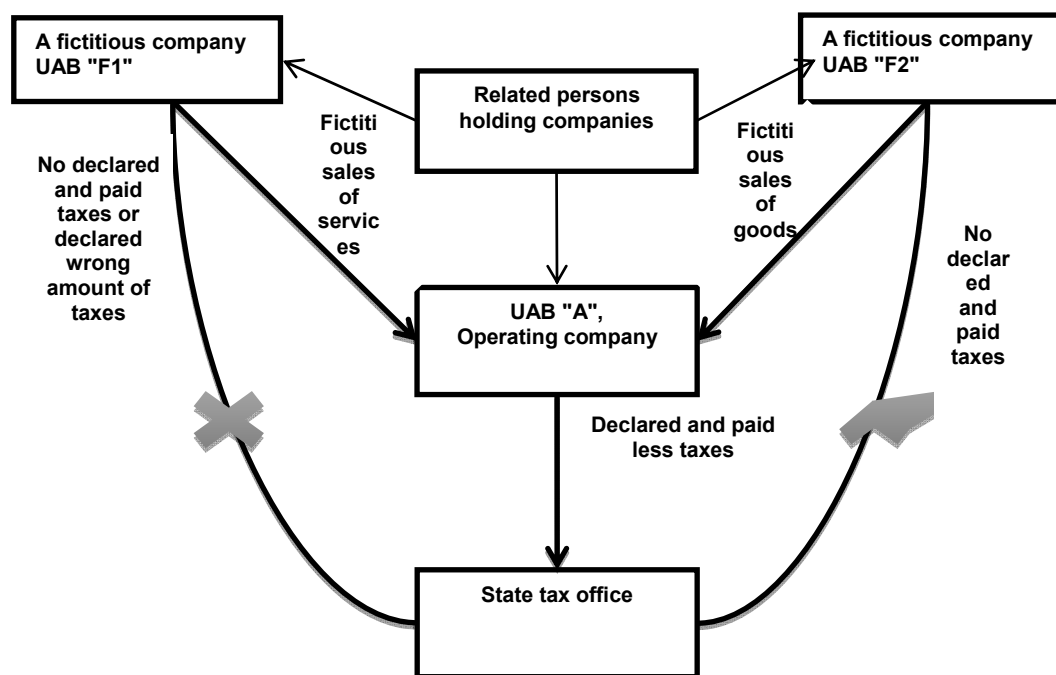 A fictitious company
UAB "F1"
Related persons
holding companies
A fictitious company
UAB "F2"
No declared
and paid
taxes or
declared
wrong
amount of
taxes
Fictiti
ous
sales
of
servic
es
Fictiti
ous
sales
of
goods
No
declar
ed
and
paid
taxes
UAB "A",
Operating company
Declared and paid
less taxes
State tax office